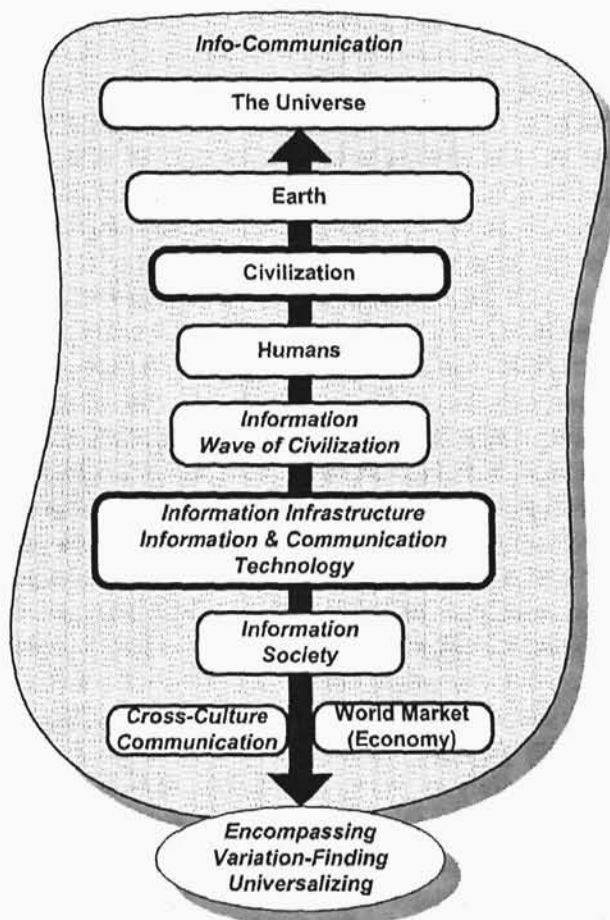 Info-Communication
The Universe
Earth
Civilization
Humans
Information
Wave of Civilization
Information Infrastructure
Information & Communication
Technology
Information
Society
Cross-Culture
Communication
World Market
(Economy)
Encompassing
Variation-Finding
Universalizing